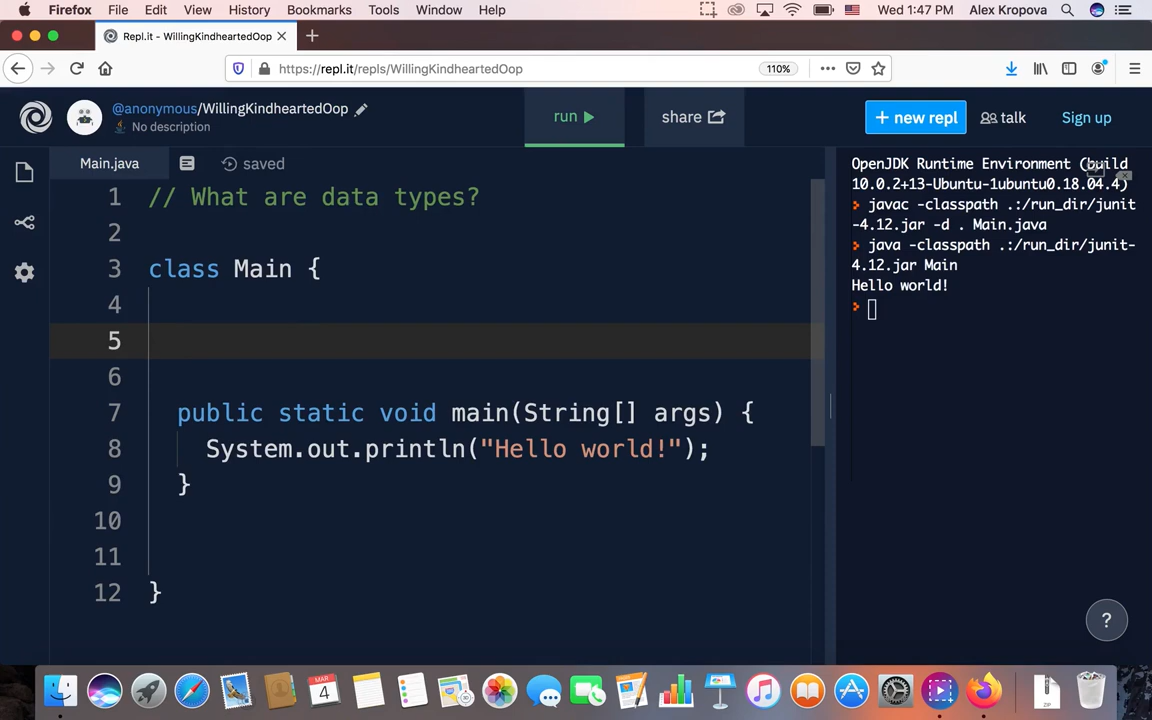 Firefox File Edit View History Bookmarks Tools Window Help Wed 1:47 PM Alex Kropova
Repl.it - WillingKindheartedOop
https://repl.it/repls/WillingKindheartedOop 110%
@anonymous/WillingKindheartedOop
No description
run
share
+ new repl
talk
Sign up
Main.java
saved
1 // What are data types?
2
3 class Main {
4
5
6
7 public static void main(String[] args) {
8 System.out.println("Hello world!");
9 }
10
11
12 }
OpenJDK Runtime Environment (build
10.0.2+13-Ubuntu-1ubuntu0.18.04.4)
javac -classpath .:/run_dir/junit
-4.12.jar -d . Main.java
java -classpath .:/run_dir/junit-
4.12.jar Main
Hello world!
?
MAR
4
ZIP